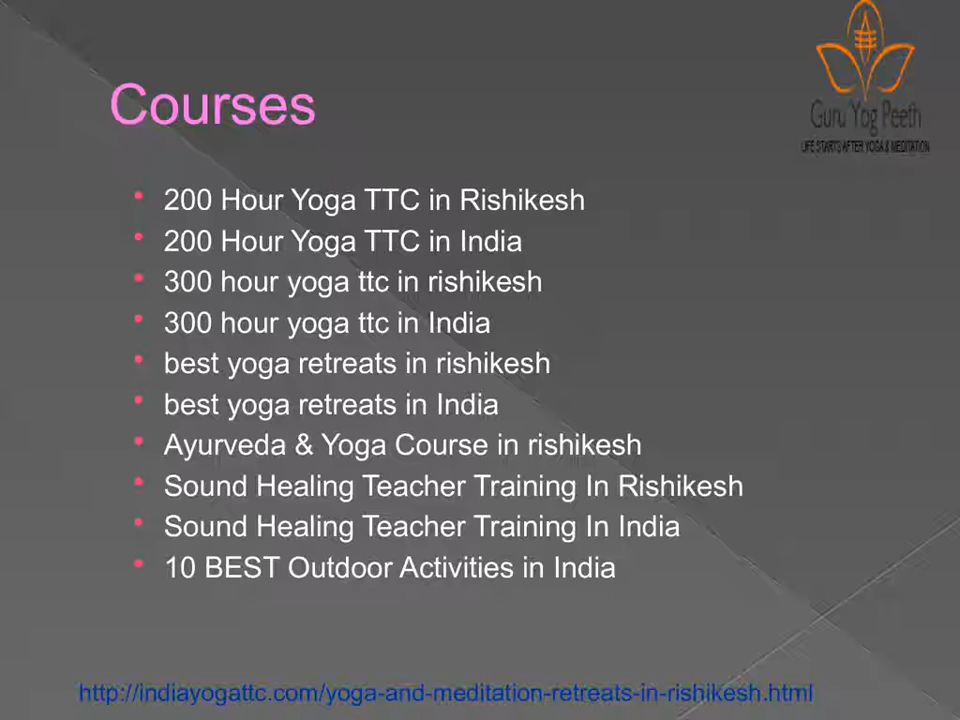 Courses
Guru Yog Peeth
LIFE STARTS AFTER YOGA & MEDITATION
200 Hour Yoga TTC in Rishikesh
200 Hour Yoga TTC in India
300 hour yoga ttc in rishikesh
300 hour yoga ttc in India
best yoga retreats in rishikesh
best yoga retreats in India
Ayurveda & Yoga Course in rishikesh
Sound Healing Teacher Training In Rishikesh
Sound Healing Teacher Training In India
10 BEST Outdoor Activities in India
http://indiayogattc.com/yoga-and-meditation-retreats-in-rishikesh.html